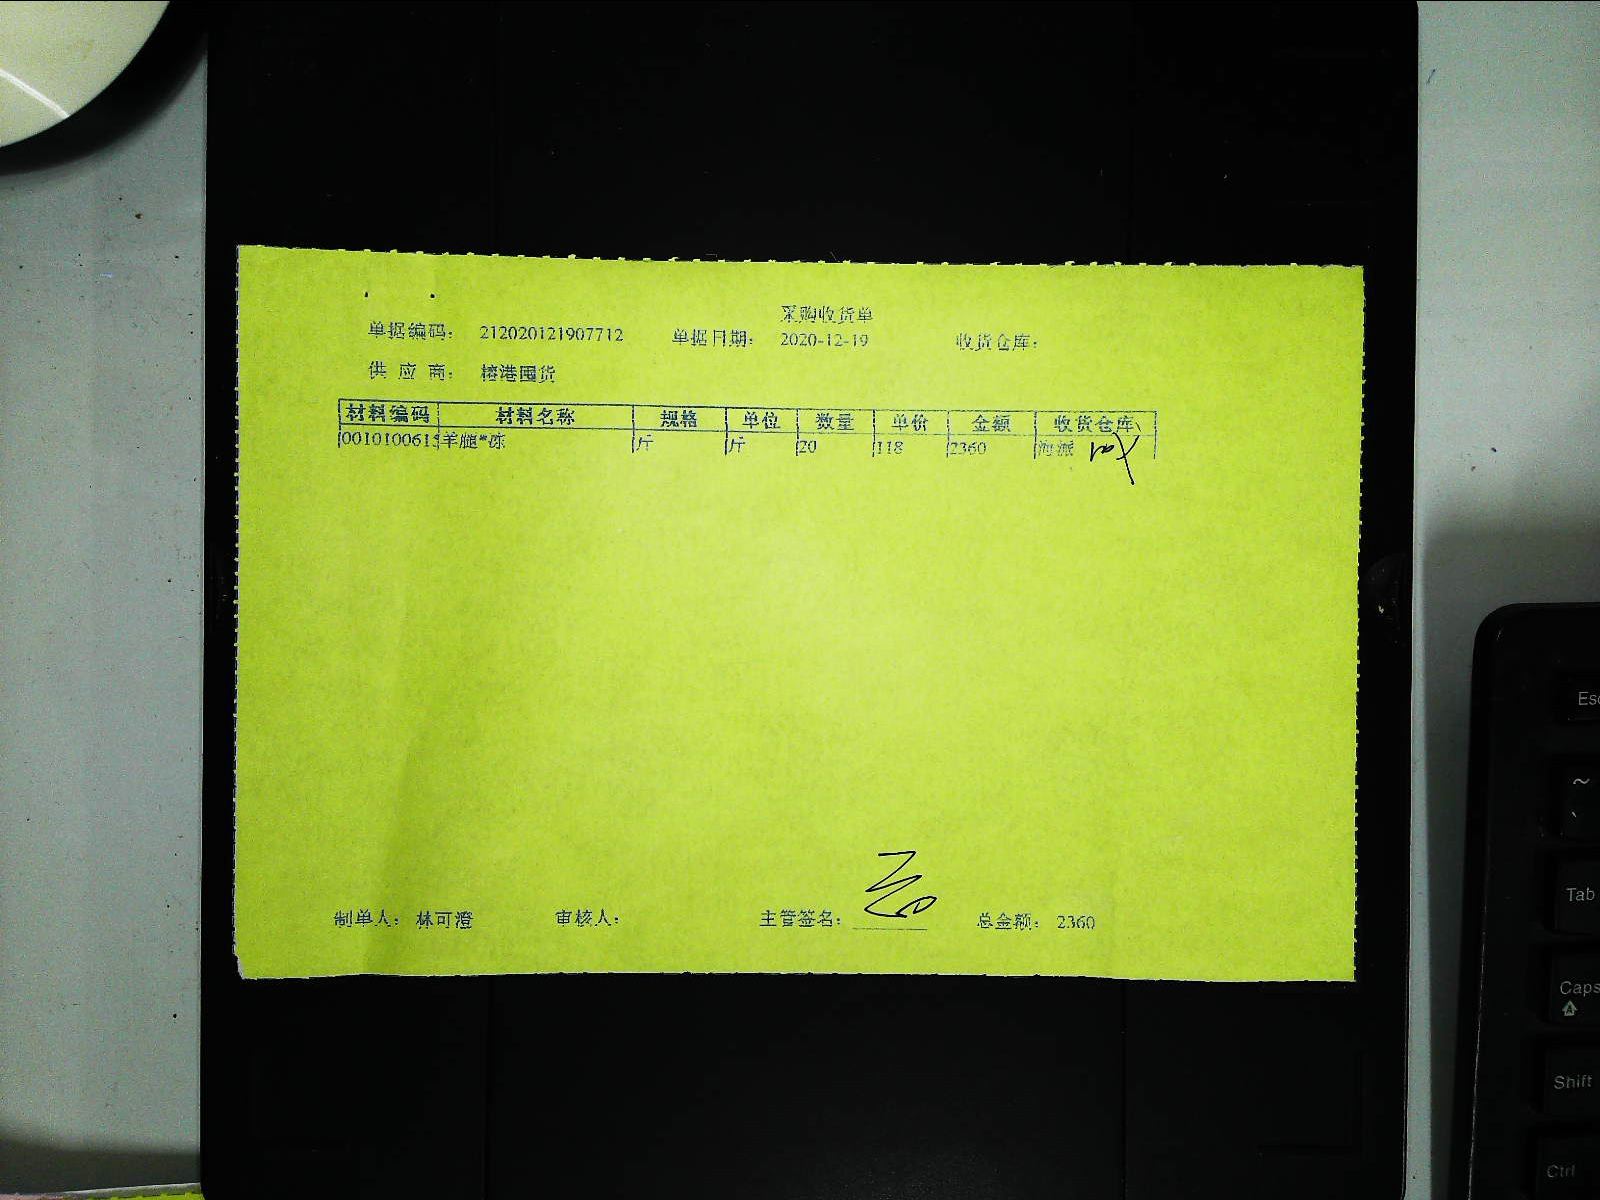 采购收货单
单据编码： 212020121907712 单据日期： 2020-12-19 收货仓库：
供 应 商： 榕港囤货
材料编码 材料名称 规格 单位 数量 单价 金额 收货仓库
0010100615 羊腿*冻 斤 斤 20 118 2360 海派
制单人： 林可澄 审核人： 主管签名： 总金额： 2360
Esc
~
、
Tab
Caps
A
Shift
Ctrl